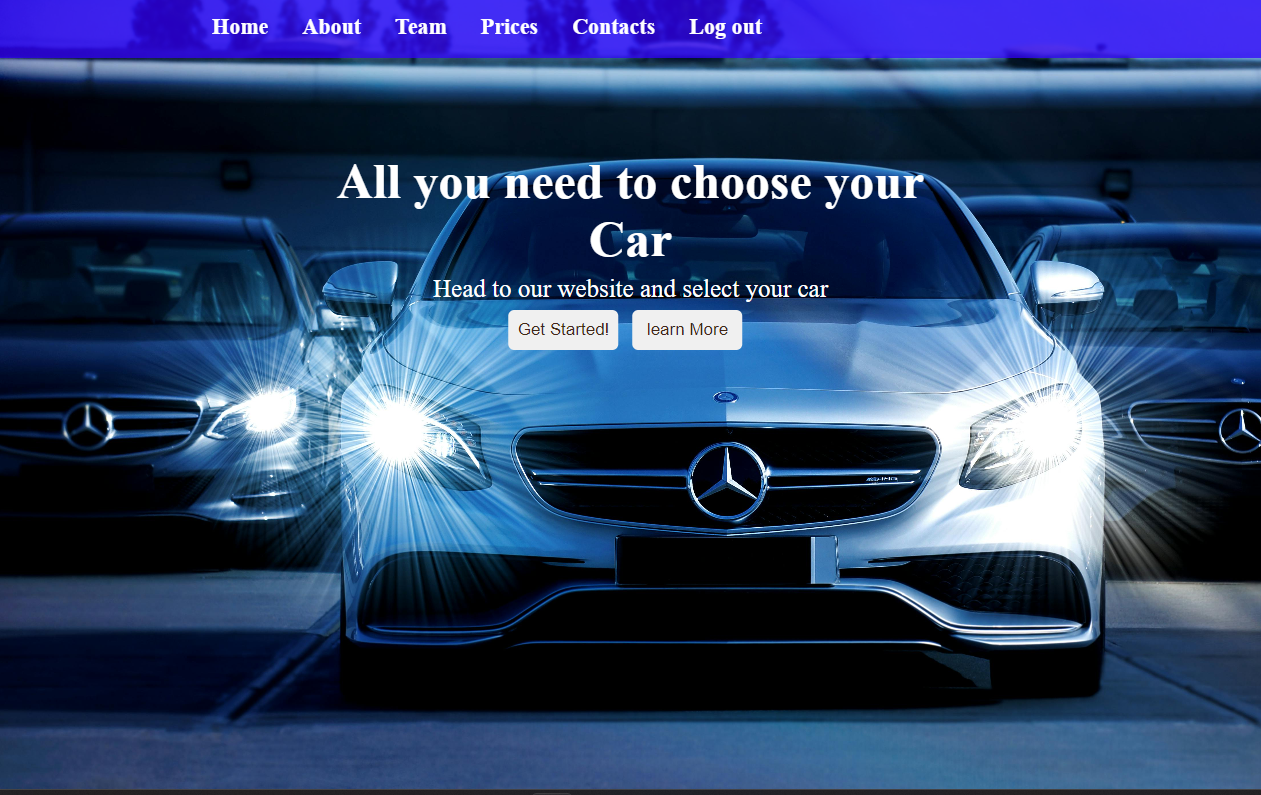 Home About Team Prices Contacts Log out
All you need to choose your
Car
Head to our website and select your car
Get Started! learn More